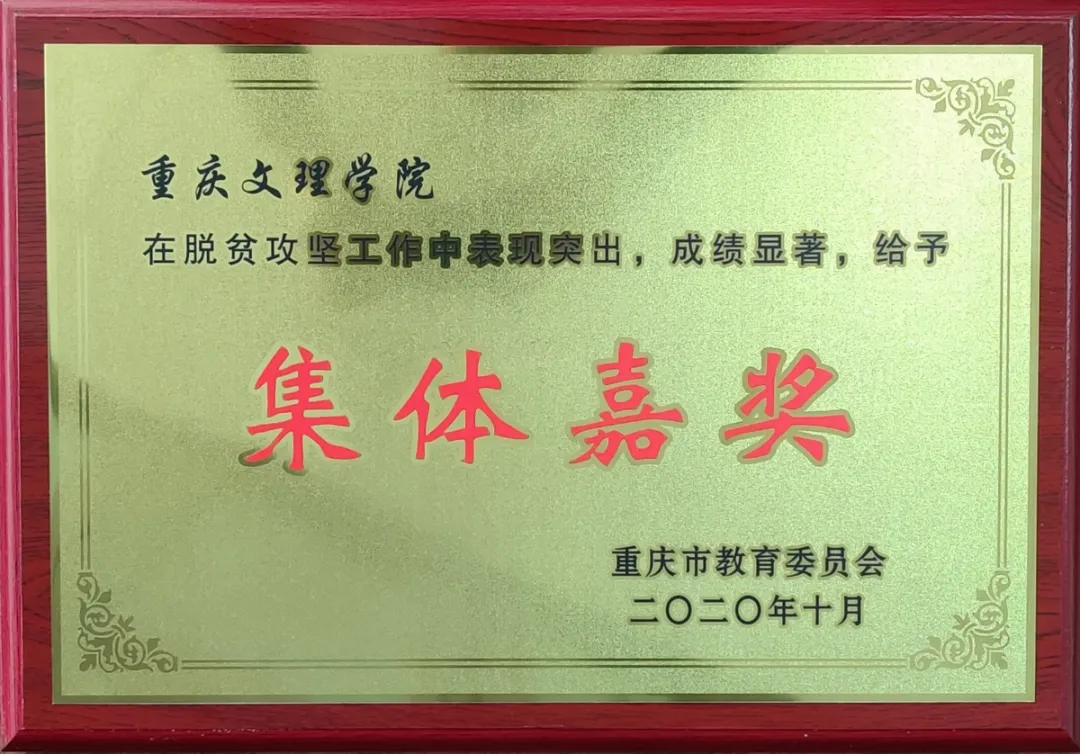 重庆文理学院
在脱贫攻坚工作中表现突出，成绩显著，给予
集体嘉奖
重庆市教育委员会
二〇二〇年十月